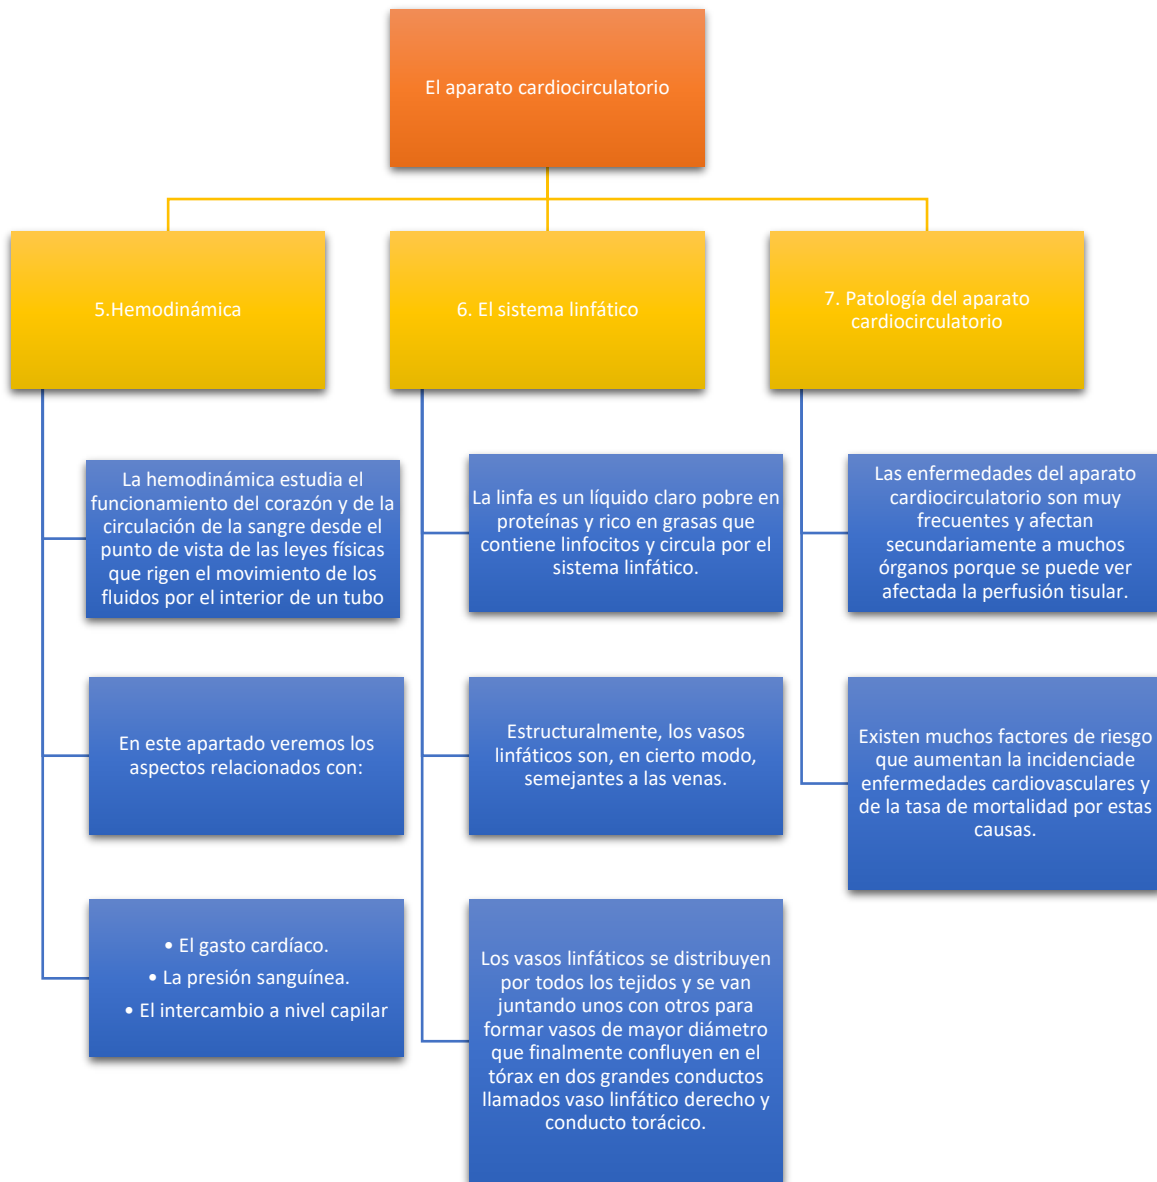 El aparato cardiocirculatorio
5.Hemodinámica
La hemodinámica estudia el
funcionamiento del corazón y de la
circulación de la sangre desde el
punto de vista de las leyes físicas
que rigen el movimiento de los
fluidos por el interior de un tubo
En este apartado veremos los
aspectos relacionados con:
• El gasto cardíaco.
• La presión sanguínea.
• El intercambio a nivel capilar
6. El sistema linfático
La linfa es un líquido claro pobre en
proteínas y rico en grasas que
contiene linfocitos y circula por el
sistema linfático.
Estructuralmente, los vasos
linfáticos son, en cierto modo,
semejantes a las venas.
Los vasos linfáticos se distribuyen
por todos los tejidos y se van
juntando unos con otros para
formar vasos de mayor diámetro
que finalmente confluyen en el
tórax en dos grandes conductos
llamados vaso linfático derecho y
conducto torácico.
7. Patología del aparato
cardiocirculatorio
Las enfermedades del aparato
cardiocirculatorio son muy
frecuentes y afectan
secundariamente a muchos
órganos porque se puede ver
afectada la perfusión tisular.
Existen muchos factores de riesgo
que aumentan la incidenciade
enfermedades cardiovasculares y
de la tasa de mortalidad por estas
causas.